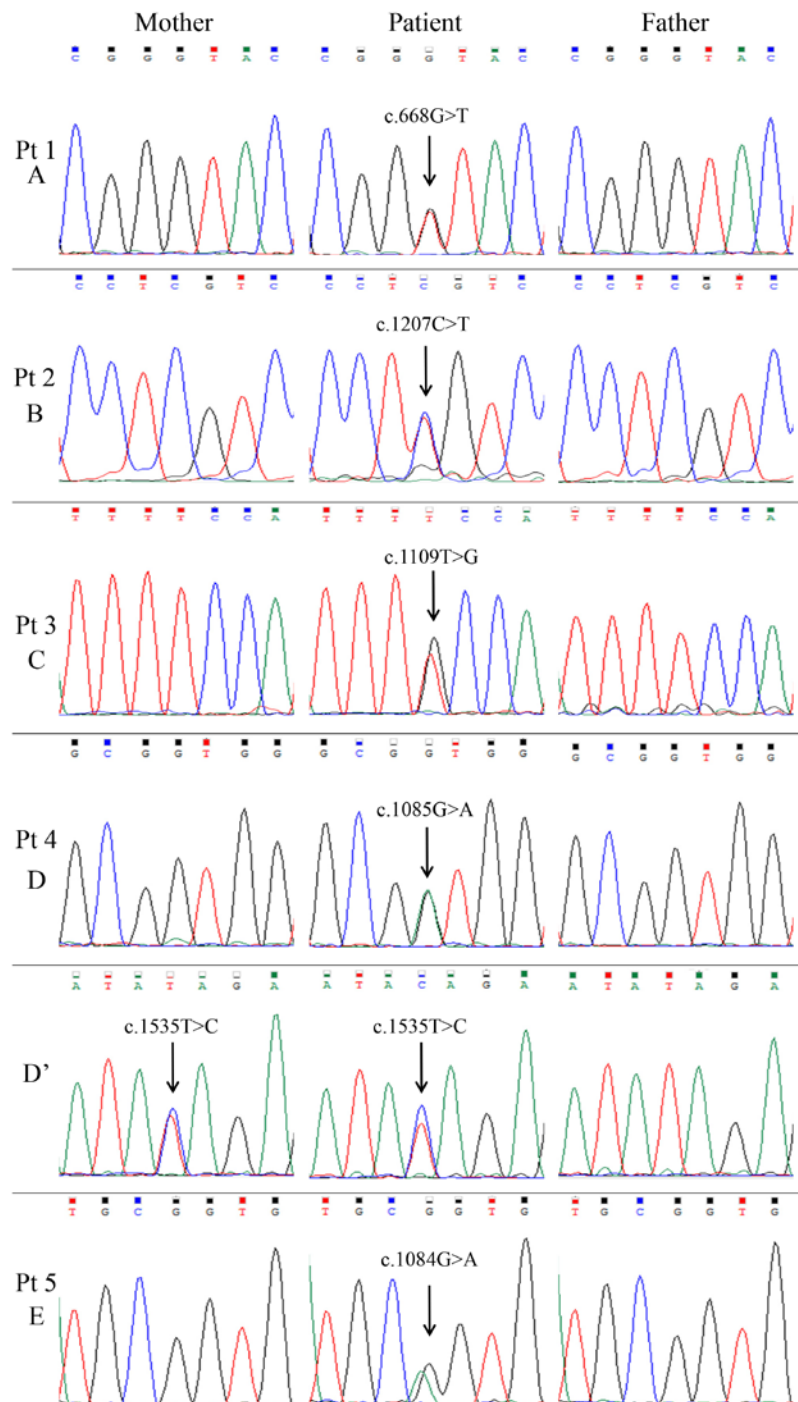 Mother Patient Father
C G G G T A C C G G G T A C C G G G T A C
c.668G>T
Pt 1
A
C C T C G T C C C T C G T C C C T C G T C
c.1207C>T
Pt 2
B
T T T T C C A T T T T C C A T T T T C C A
c.1109T>G
Pt 3
C
G C G G T G G G C G G T G G G C G G T G G
c.1085G>A
Pt 4
D
A T A T A G A A T A C A G A A T A T A G A
c.1535T>C c.1535T>C
D’
T G C G G T G T G C G G T G T G C G G T G
c.1084G>A
Pt 5
E